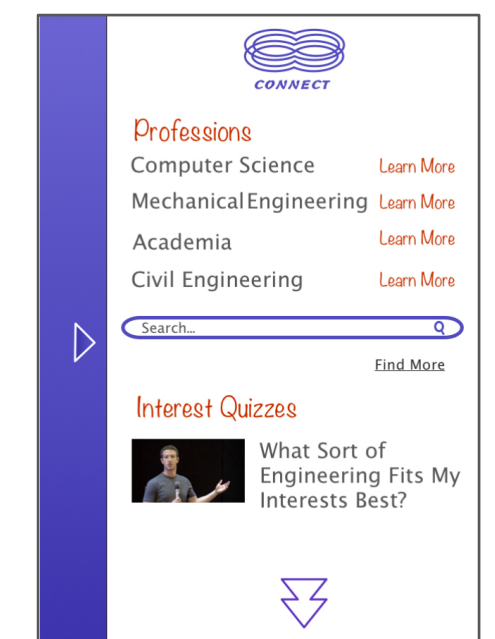 CONNECT
Professions
Computer Science Learn More
Mechanical Engineering Learn More
Academia Learn More
Civil Engineering Learn More
Search...
Find More
Interest Quizzes
What Sort of
Engineering Fits My
Interests Best?